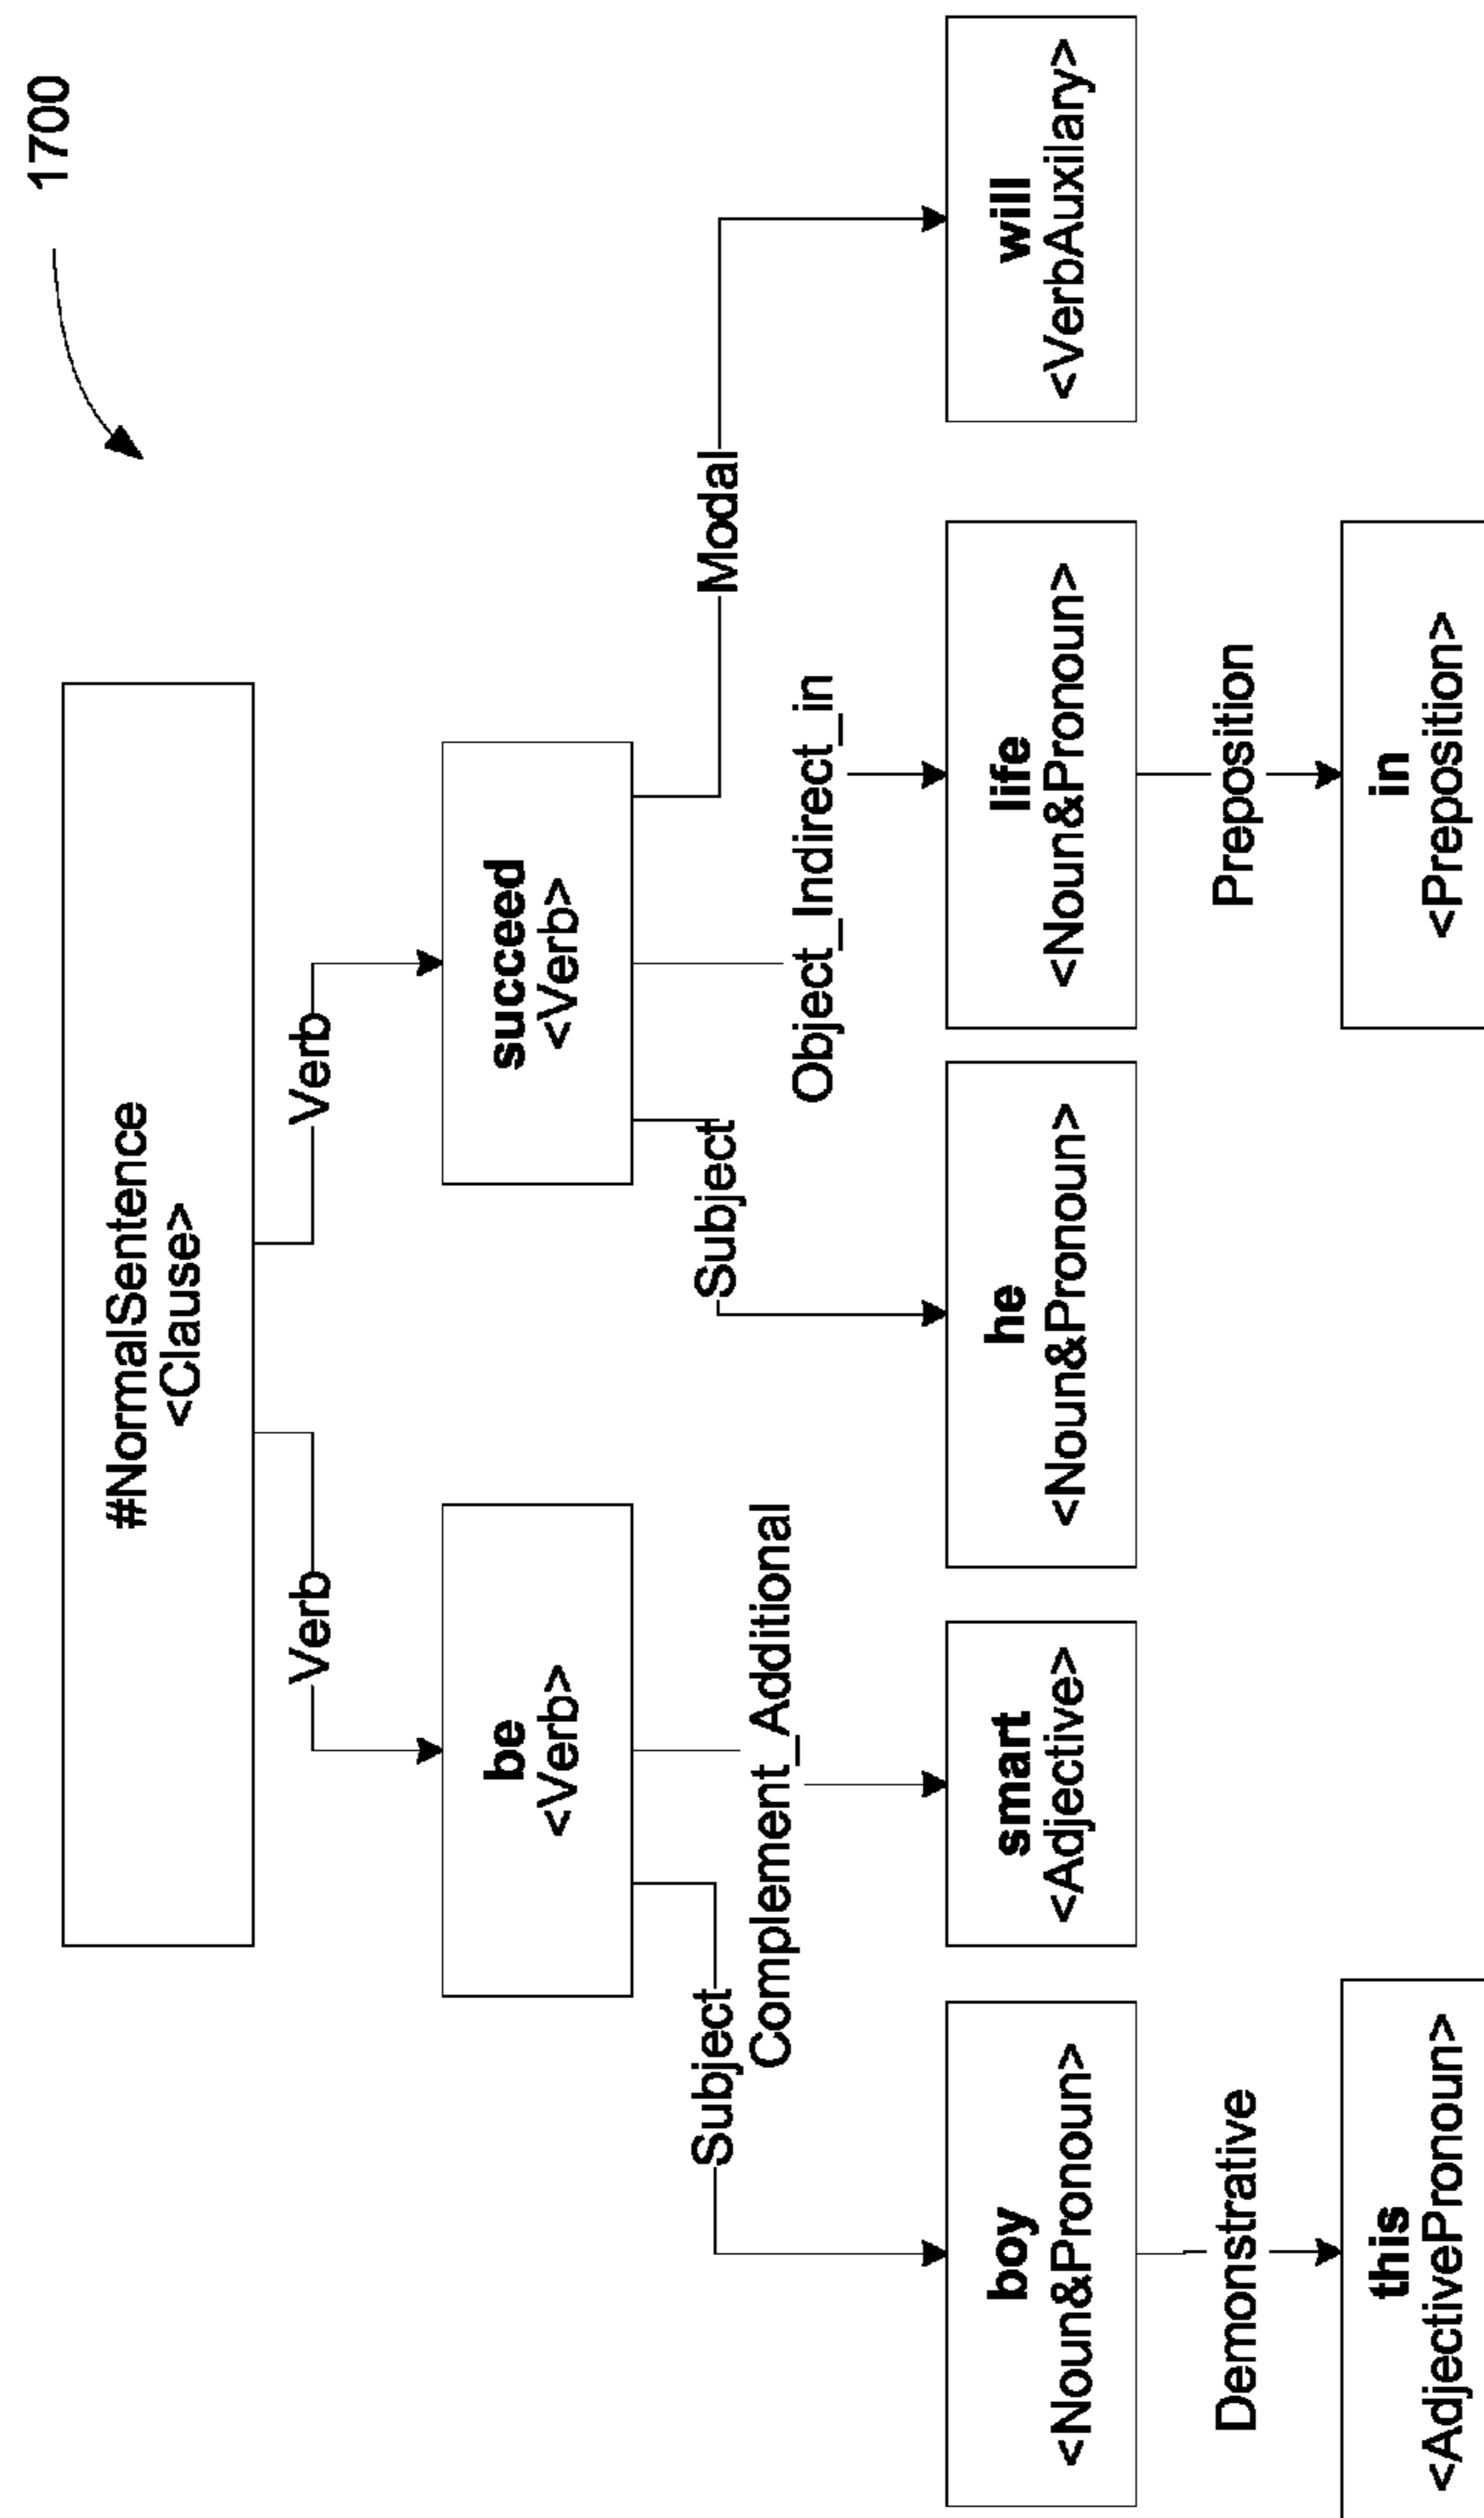 1700
#NormalSentence
<Clause>
Verb
Verb
be
<Verb>
succeed
<Verb>
Subject
Complement_Additional
Subject
Object_Indirect_in
Modal
boy
<Noun&Pronoun>
smart
<Adjective>
he
<Noun&Pronoun>
life
<Noun&Pronoun>
will
<VerbAuxilary>
Demonstrative
Preposition
this
<AdjectivePronoun>
in
<Preposition>